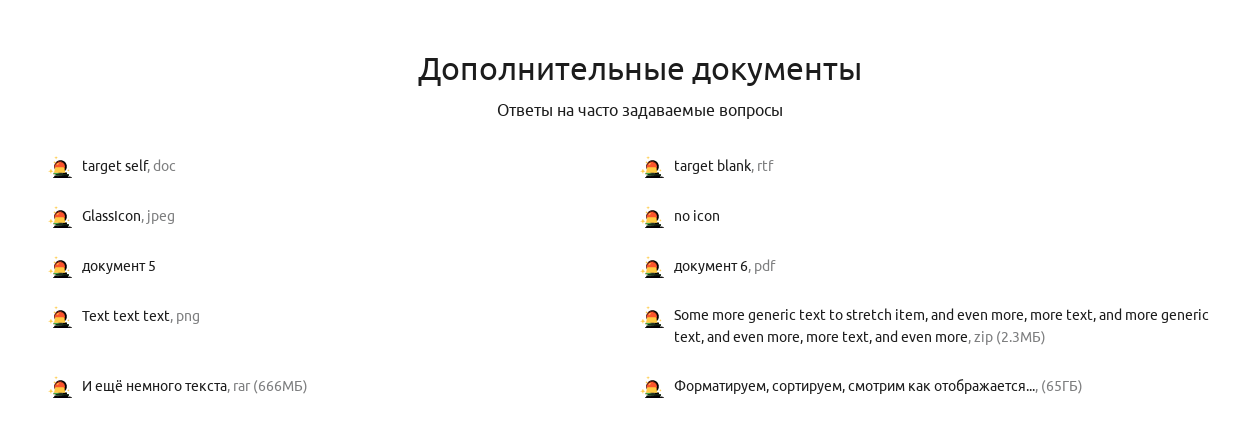 Дополнительные документы
Ответы на часто задаваемые вопросы
target self, doc
target blank, rtf
GlassIcon, jpeg
no icon
документ 5
документ 6, pdf
Text text text, png
Some more generic text to stretch item, and even more, more text, and more generic
text, and even more, more text, and even more, zip (2.3МБ)
И ещё немного текста, rar (666МБ)
Форматируем, сортируем, смотрим как отображается..., (65ГБ)